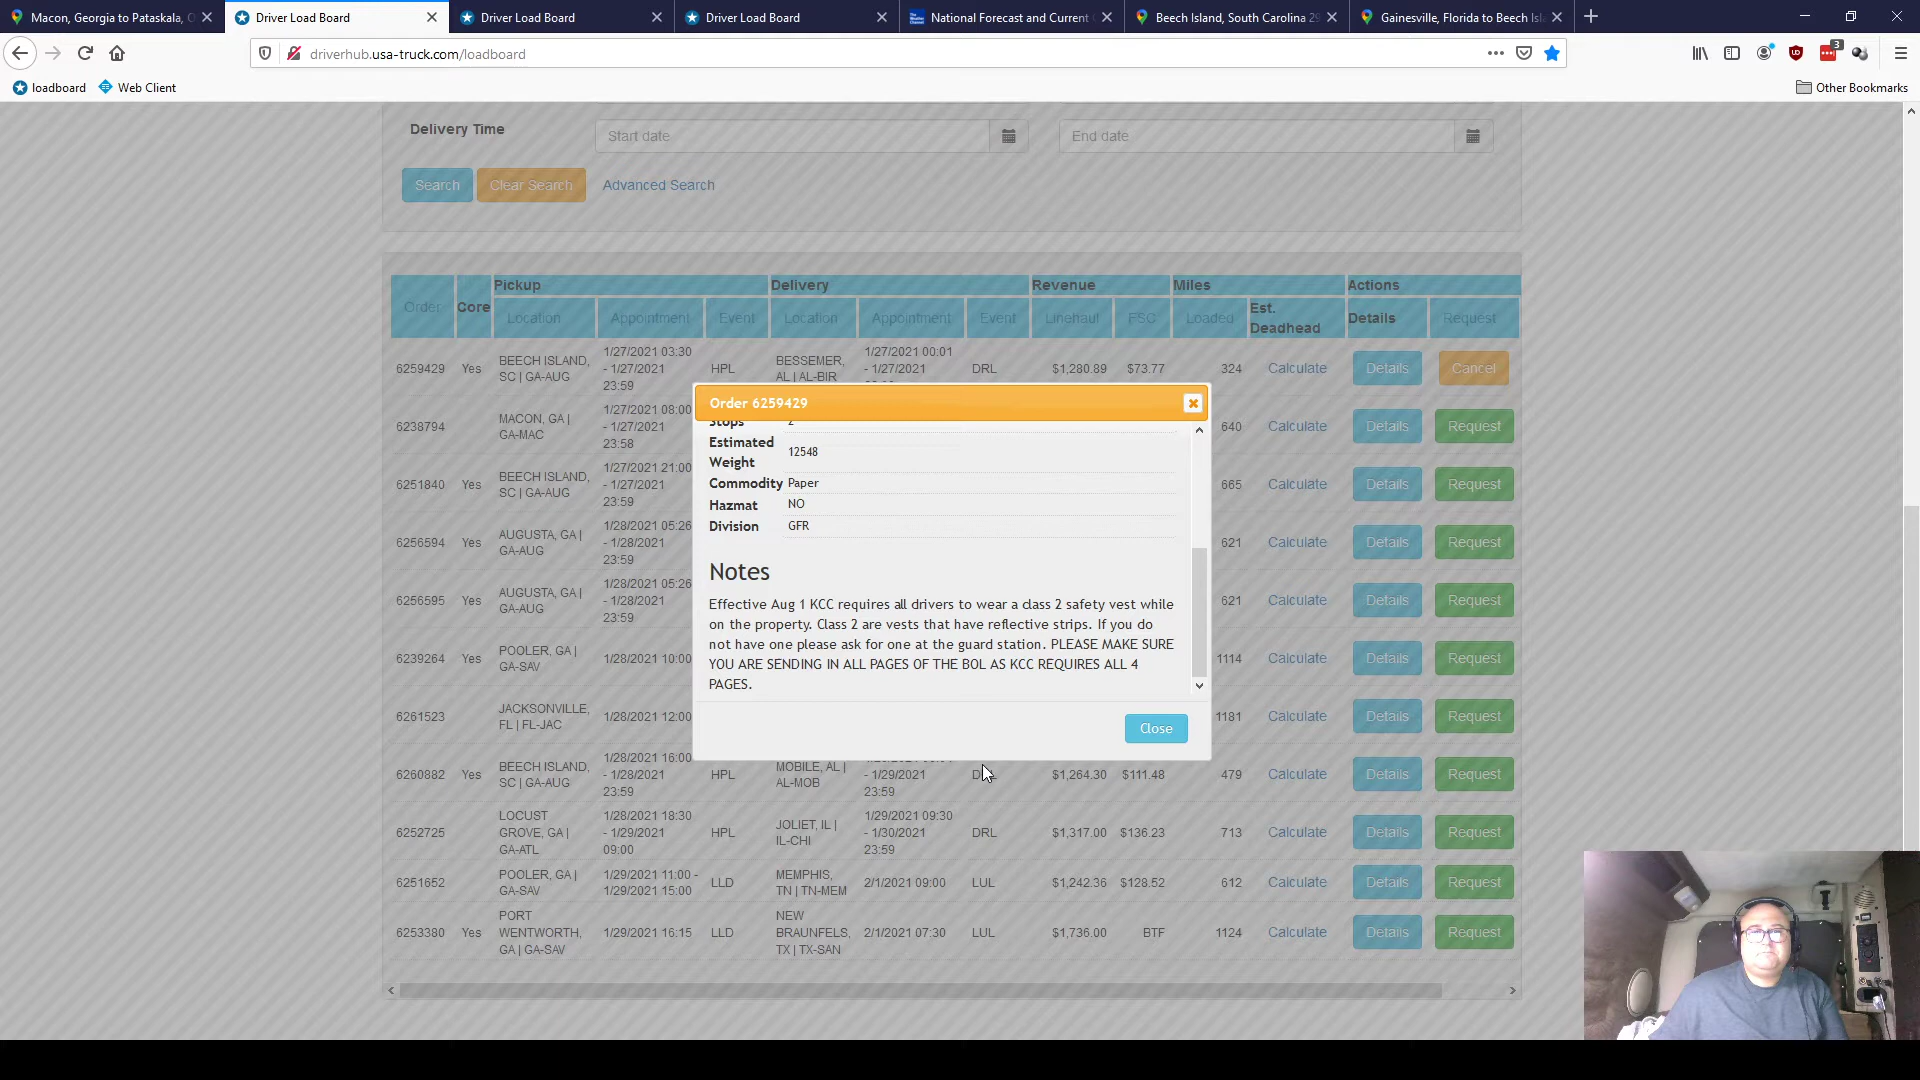 Macon, Georgia to Pataskala, O
Driver Load Board
Driver Load Board
Driver Load Board
National Forecast and Current
Beech Island, South Carolina 29
Gainesville, Florida to Beech Isl
driverhub.usa-truck.com/loadboard
3
loadboard
Web Client
Other Bookmarks
Delivery Time
Start date
End date
Search
Clear Search
Advanced Search
Order
Core
Pickup
Delivery
Revenue
Miles
Actions
Location
Appointment
Event
Location
Appointment
Event
Linehaul
FSC
Loaded
Est.
Deadhead
Details
Request
6259429
Yes
BEECH ISLAND,
SC | GA-AUG
1/27/2021 03:30
- 1/27/2021
23:59
HPL
BESSEMER,
AL | AL-BIR
1/27/2021 00:01
- 1/27/2021
DRL
$1,280.89
$73.77
324
Calculate
Details
Cancel
6238794
Yes
MACON, GA |
GA-MAC
1/27/2021 08:00
- 1/27/2021
23:58
640
Calculate
Details
Request
6251840
Yes
BEECH ISLAND,
SC | GA-AUG
1/27/2021 21:00
- 1/27/2021
23:59
665
Calculate
Details
Request
6256594
Yes
AUGUSTA, GA |
GA-AUG
1/28/2021 05:26
- 1/28/2021
23:59
621
Calculate
Details
Request
6256595
Yes
AUGUSTA, GA |
GA-AUG
1/28/2021 05:26
- 1/28/2021
23:59
621
Calculate
Details
Request
6239264
Yes
POOLER, GA |
GA-SAV
1/28/2021 10:00
1114
Calculate
Details
Request
6261523
JACKSONVILLE,
FL | FL-JAC
1/28/2021 12:00
1181
Calculate
Details
Request
6260882
Yes
BEECH ISLAND,
SC | GA-AUG
1/28/2021 16:00
- 1/28/2021
23:59
HPL
MOBILE, AL |
AL-MOB
- 1/29/2021
23:59
DRL
$1,264.30
$111.48
479
Calculate
Details
Request
6252725
LOCUST
GROVE, GA |
GA-ATL
1/28/2021 18:30
- 1/29/2021
09:00
HPL
JOLIET, IL |
IL-CHI
1/29/2021 09:30
- 1/30/2021
23:59
DRL
$1,317.00
$136.23
713
Calculate
Details
Request
6251652
POOLER, GA |
GA-SAV
1/29/2021 11:00 -
1/29/2021 15:00
LLD
MEMPHIS,
TN | TN-MEM
2/1/2021 09:00
LUL
$1,242.36
$128.52
612
Calculate
Details
Request
6253380
Yes
PORT
WENTWORTH,
GA | GA-SAV
1/29/2021 16:15
LLD
NEW
BRAUNFELS,
TX | TX-SAN
2/1/2021 07:30
LUL
$1,736.00
BTF
1124
Calculate
Details
Request
Order 6259429
Stops 2
Estimated
Weight
12548
Commodity Paper
Hazmat NO
Division GFR
Notes
Effective Aug 1 KCC requires all drivers to wear a class 2 safety vest while
on the property. Class 2 are vests that have reflective strips. If you do
not have one please ask for one at the guard station. PLEASE MAKE SURE
YOU ARE SENDING IN ALL PAGES OF THE BOL AS KCC REQUIRES ALL 4
PAGES.
Close